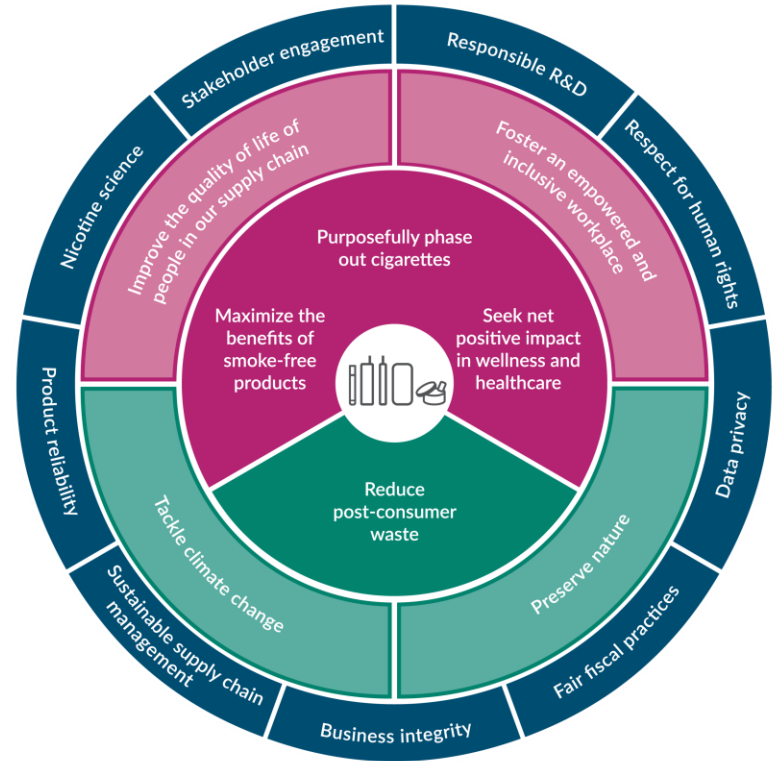 Stakeholder engagement
Responsible R&D
Respect for human rights
Data privacy
Fair fiscal practices
Business integrity
Sustainable supply chain
management
Product reliability
Nicotine science
Improve the quality of life of
people in our supply chain
Foster an empowered and
inclusive workplace
Preserve nature
Tackle climate change
Purposefully phase
out cigarettes
Maximize the
benefits of
smoke-free
products
Seek net
positive impact
in wellness and
healthcare
Reduce
post-consumer
waste